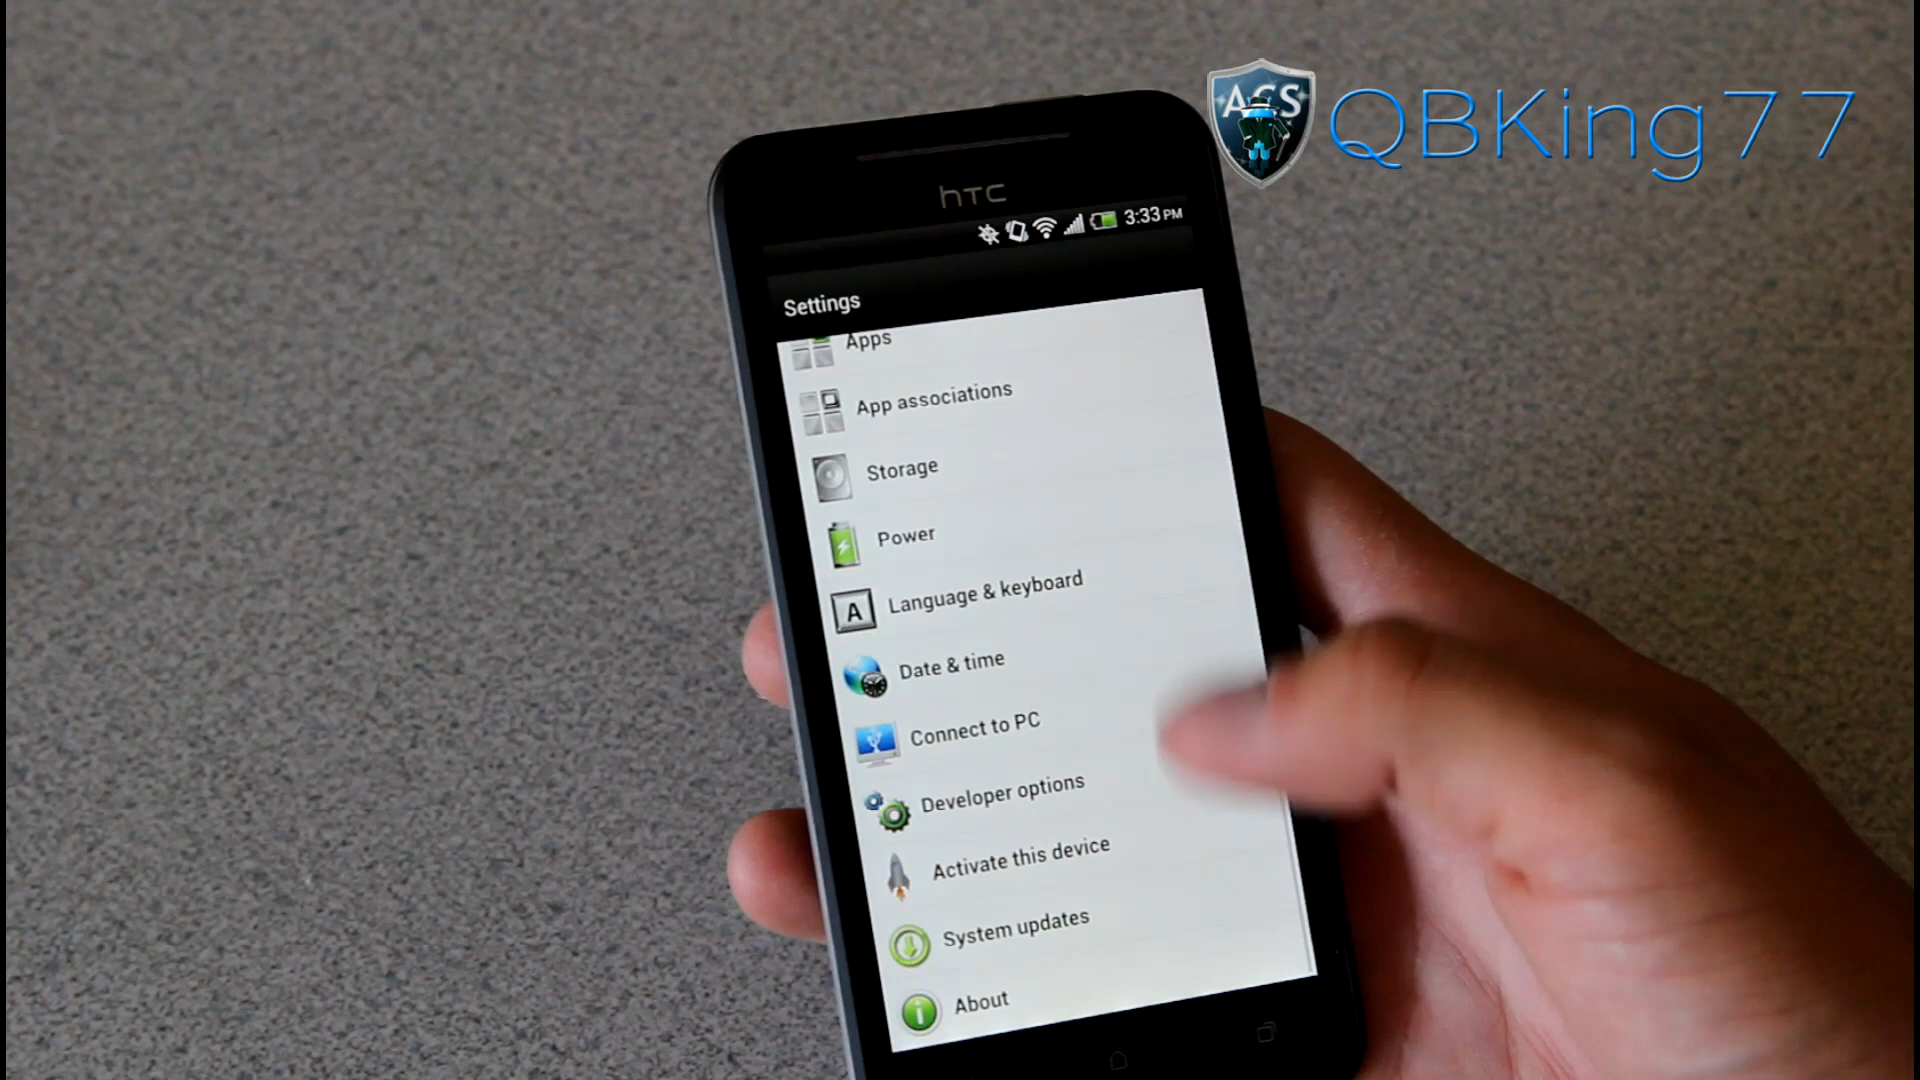 ACS
QBKing77
hTC
3:33 PM
Settings
Apps
App associations
Storage
Power
A
Language & keyboard
Date & time
Connect to PC
Developer options
Activate this device
System updates
About